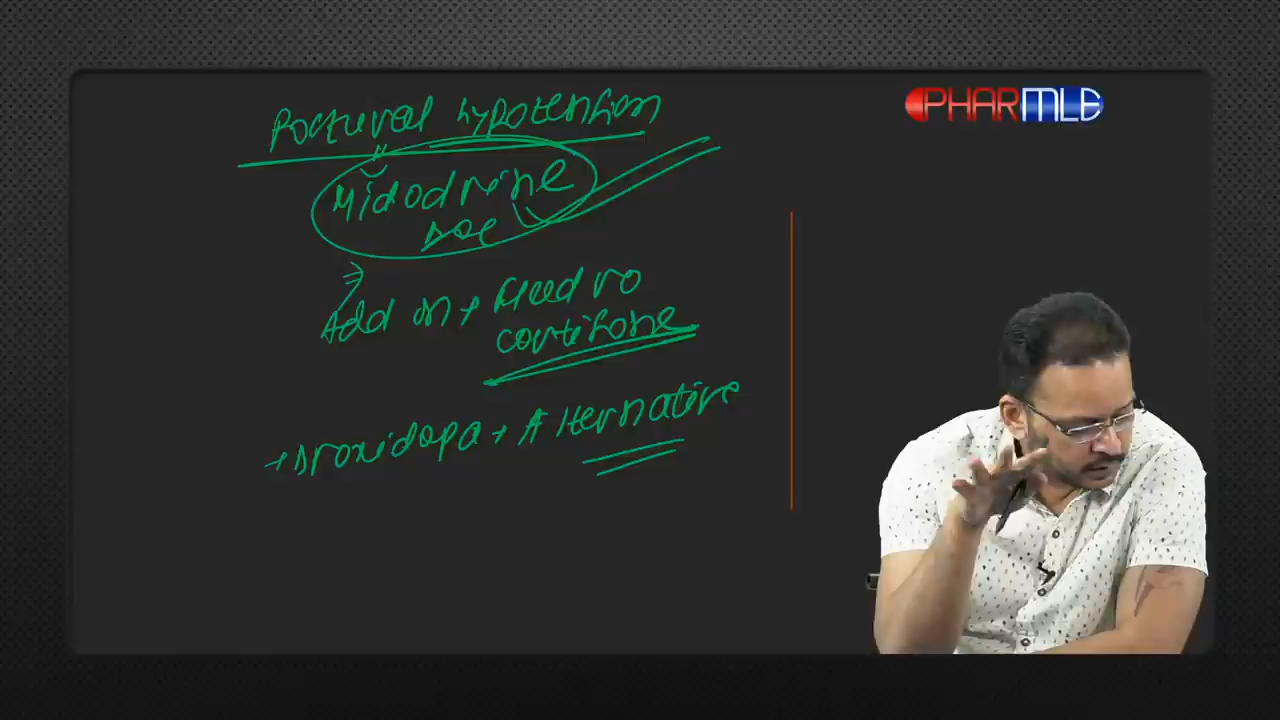 PHARMLE
Postural hypotension
Midodrine
DOC
Add on + fludro
cortisone
→ Droxidopa → Alternative